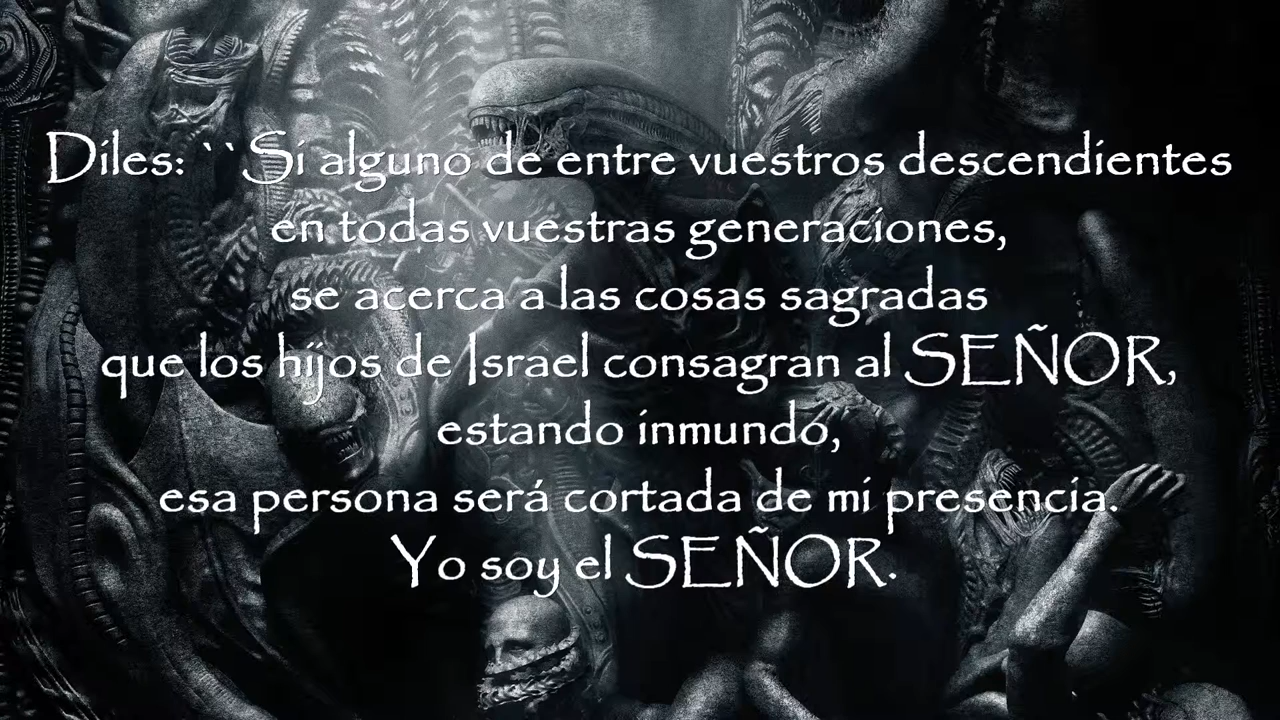 Diles: ``Si alguno de entre vuestros descendientes
en todas vuestras generaciones,
se acerca a las cosas sagradas
que los hijos de Israel consagran al SEÑOR,
estando inmundo,
esa persona será cortada de mi presencia.
Yo soy el SEÑOR.